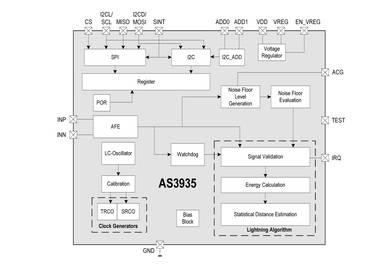 CS
I2CL/
SCL
MISO
I2CD/
MOSI
SINT
ADD0
ADD1
VDD
VREG
EN_VREG
SPI
I2C
I2C_ADD
Voltage
Regulator
Register
ACG
POR
Noise Floor
Level
Generation
Noise Floor
Evaluation
INP
INN
AFE
TEST
LC-Oscillator
Watchdog
Signal Validation
IRQ
Calibration
AS3935
Energy Calculation
TRCO
SRCO
Clock Generators
Bias
Block
Statistical Distance Estimation
Lightning Algorithm
GND